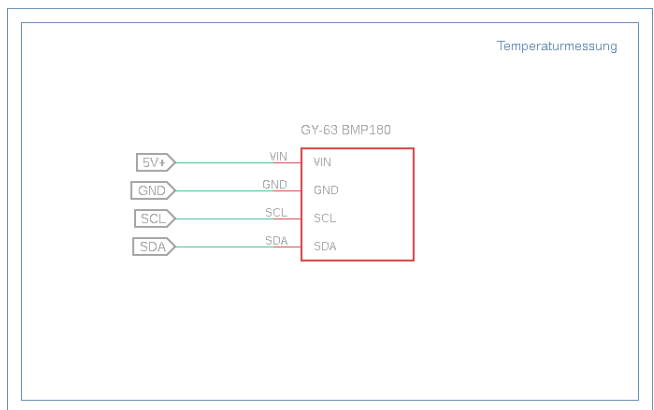 Temperaturmessung
GY-63 BMP180
5V+ VIN VIN
GND GND GND
SCL SCL SCL
SDA SDA SDA